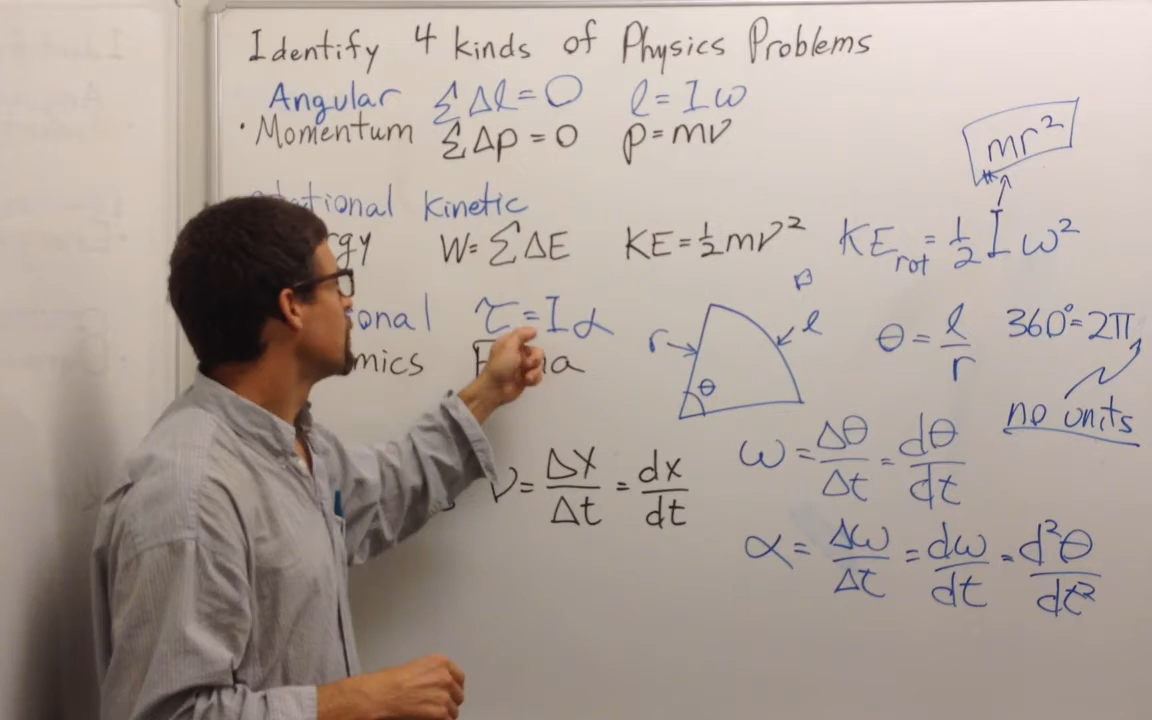 Identify 4 kinds of Physics Problems
Angular ΣΔl=0 l=Iω
· Momentum ΣΔp=0 p=mv
mr²
kinetic
W=ΣΔE KE=½mv² KE rot=½Iω²
τ=Iα
r l θ
θ=l/r 360°=2π
no units
v=Δx/Δt=dx/dt
ω=Δθ/Δt=dθ/dt
α=Δω/Δt=dω/dt=d²θ/dt²